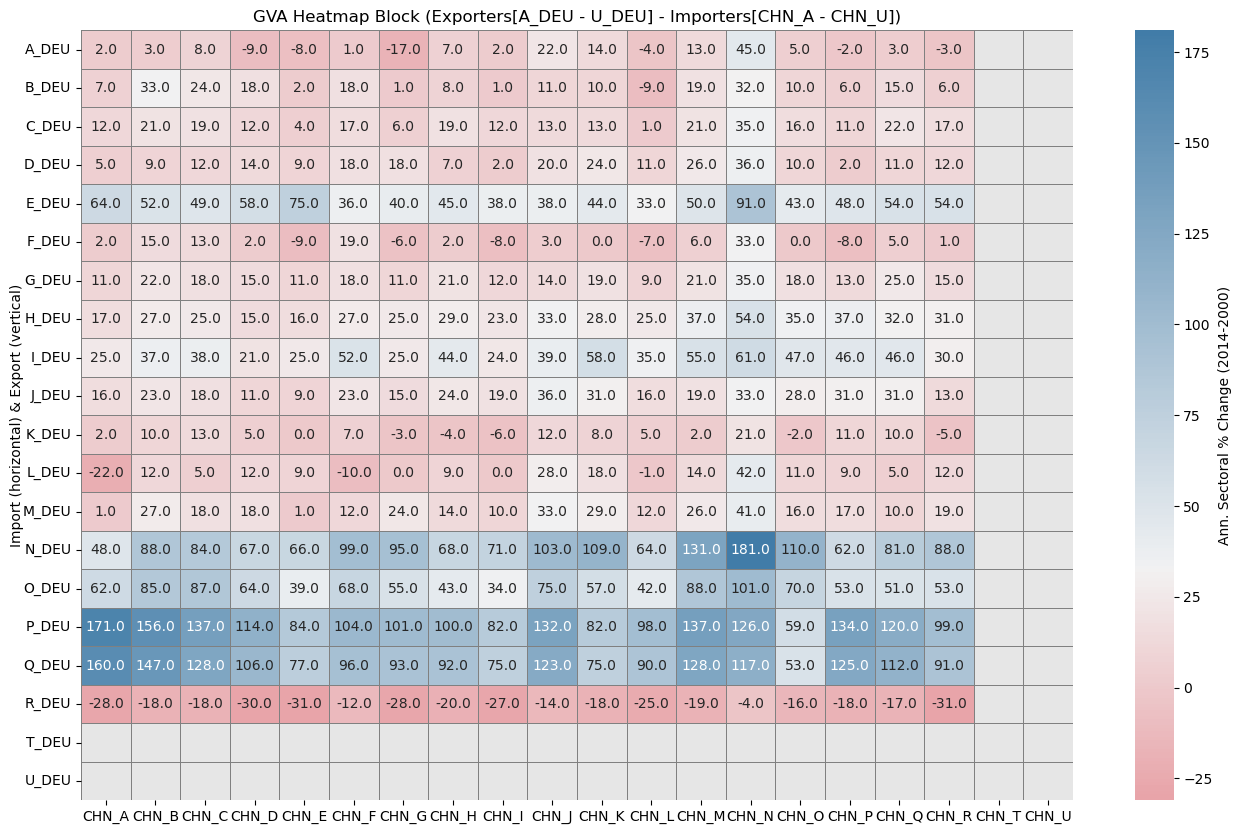 GVA Heatmap Block (Exporters[A_DEU - U_DEU] - Importers[CHN_A - CHN_U])
Import (horizontal) & Export (vertical)
A_DEU 2.0 3.0 8.0 -9.0 -8.0 1.0 -17.0 7.0 2.0 22.0 14.0 -4.0 13.0 45.0 5.0 -2.0 3.0 -3.0
B_DEU 7.0 33.0 24.0 18.0 2.0 18.0 1.0 8.0 1.0 11.0 10.0 -9.0 19.0 32.0 10.0 6.0 15.0 6.0
C_DEU 12.0 21.0 19.0 12.0 4.0 17.0 6.0 19.0 12.0 13.0 13.0 1.0 21.0 35.0 16.0 11.0 22.0 17.0
D_DEU 5.0 9.0 12.0 14.0 9.0 18.0 18.0 7.0 2.0 20.0 24.0 11.0 26.0 36.0 10.0 2.0 11.0 12.0
E_DEU 64.0 52.0 49.0 58.0 75.0 36.0 40.0 45.0 38.0 38.0 44.0 33.0 50.0 91.0 43.0 48.0 54.0 54.0
F_DEU 2.0 15.0 13.0 2.0 -9.0 19.0 -6.0 2.0 -8.0 3.0 0.0 -7.0 6.0 33.0 0.0 -8.0 5.0 1.0
G_DEU 11.0 22.0 18.0 15.0 11.0 18.0 11.0 21.0 12.0 14.0 19.0 9.0 21.0 35.0 18.0 13.0 25.0 15.0
H_DEU 17.0 27.0 25.0 15.0 16.0 27.0 25.0 29.0 23.0 33.0 28.0 25.0 37.0 54.0 35.0 37.0 32.0 31.0
I_DEU 25.0 37.0 38.0 21.0 25.0 52.0 25.0 44.0 24.0 39.0 58.0 35.0 55.0 61.0 47.0 46.0 46.0 30.0
J_DEU 16.0 23.0 18.0 11.0 9.0 23.0 15.0 24.0 19.0 36.0 31.0 16.0 19.0 33.0 28.0 31.0 31.0 13.0
K_DEU 2.0 10.0 13.0 5.0 0.0 7.0 -3.0 -4.0 -6.0 12.0 8.0 5.0 2.0 21.0 -2.0 11.0 10.0 -5.0
L_DEU -22.0 12.0 5.0 12.0 9.0 -10.0 0.0 9.0 0.0 28.0 18.0 -1.0 14.0 42.0 11.0 9.0 5.0 12.0
M_DEU 1.0 27.0 18.0 18.0 1.0 12.0 24.0 14.0 10.0 33.0 29.0 12.0 26.0 41.0 16.0 17.0 10.0 19.0
N_DEU 48.0 88.0 84.0 67.0 66.0 99.0 95.0 68.0 71.0 103.0 109.0 64.0 131.0 181.0 110.0 62.0 81.0 88.0
O_DEU 62.0 85.0 87.0 64.0 39.0 68.0 55.0 43.0 34.0 75.0 57.0 42.0 88.0 101.0 70.0 53.0 51.0 53.0
P_DEU 171.0 156.0 137.0 114.0 84.0 104.0 101.0 100.0 82.0 132.0 82.0 98.0 137.0 126.0 59.0 134.0 120.0 99.0
Q_DEU 160.0 147.0 128.0 106.0 77.0 96.0 93.0 92.0 75.0 123.0 75.0 90.0 128.0 117.0 53.0 125.0 112.0 91.0
R_DEU -28.0 -18.0 -18.0 -30.0 -31.0 -12.0 -28.0 -20.0 -27.0 -14.0 -18.0 -25.0 -19.0 -4.0 -16.0 -18.0 -17.0 -31.0
T_DEU
U_DEU
CHN_A CHN_B CHN_C CHN_D CHN_E CHN_F CHN_G CHN_H CHN_I CHN_J CHN_K CHN_L CHN_M CHN_N CHN_O CHN_P CHN_Q CHN_R CHN_T CHN_U
175
150
125
100
75
50
25
0
−25
Ann. Sectoral % Change (2014-2000)